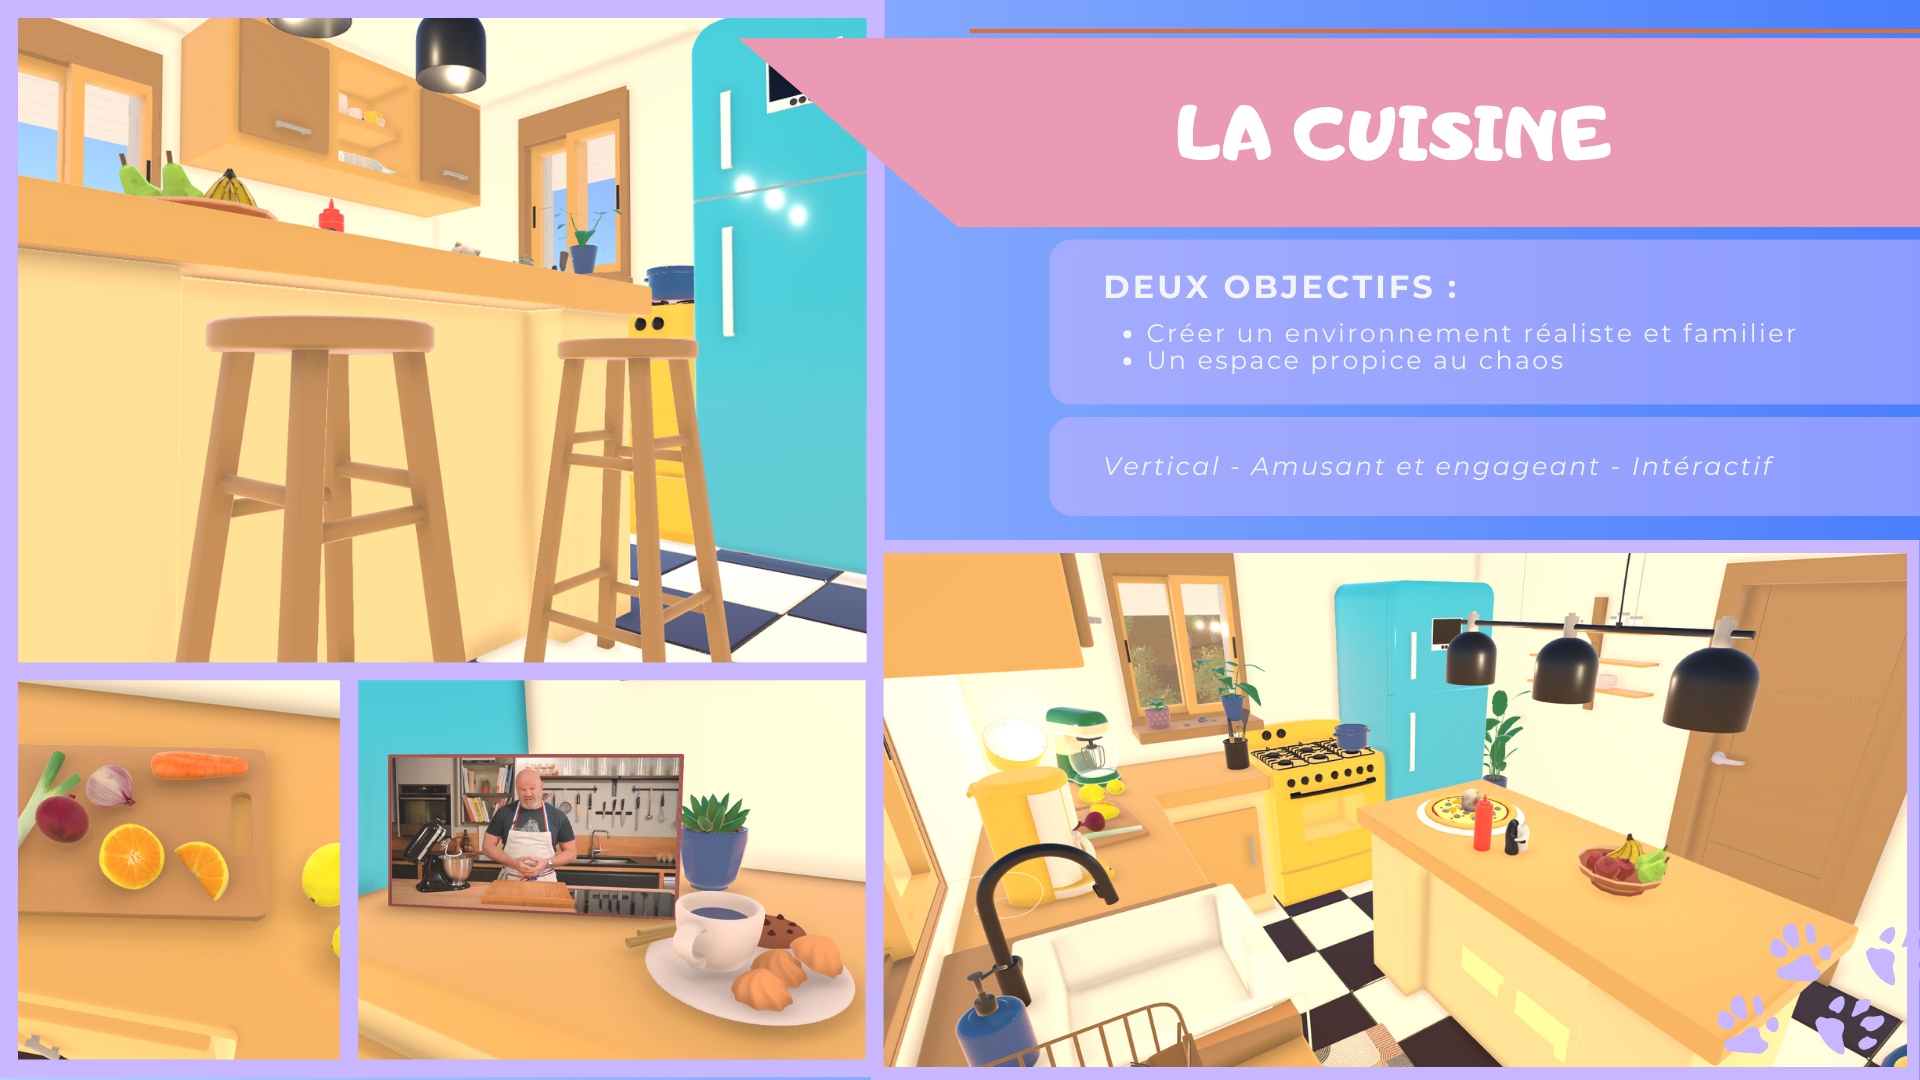 LA CUISINE
DEUX OBJECTIFS :
• Créer un environnement réaliste et familier
• Un espace propice au chaos
Vertical - Amusant et engageant - Intéractif